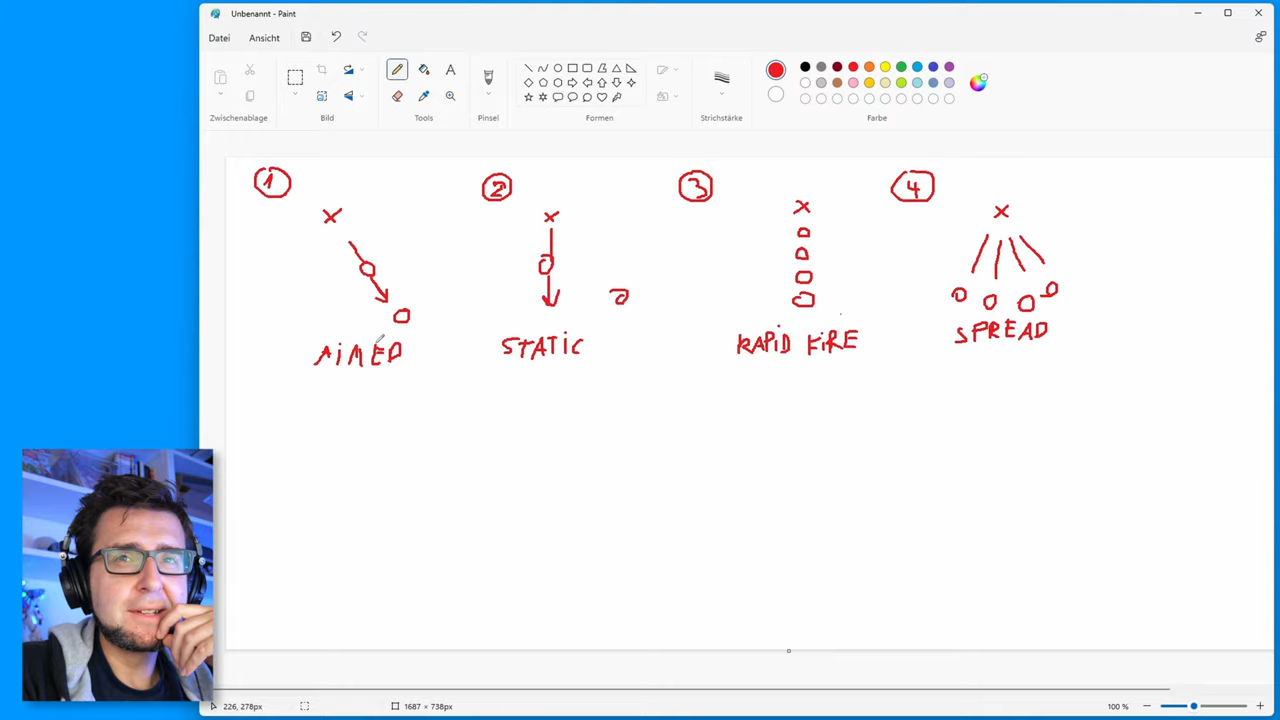 Unbenannt - Paint
Datei Ansicht
Zwischenablage Bild Tools Pinsel Formen Strichstärke Farbe
1 2 3 4
AiMED STATiC RAPiD FiRE SPREAD
226, 278px 1687 × 738px 100 %